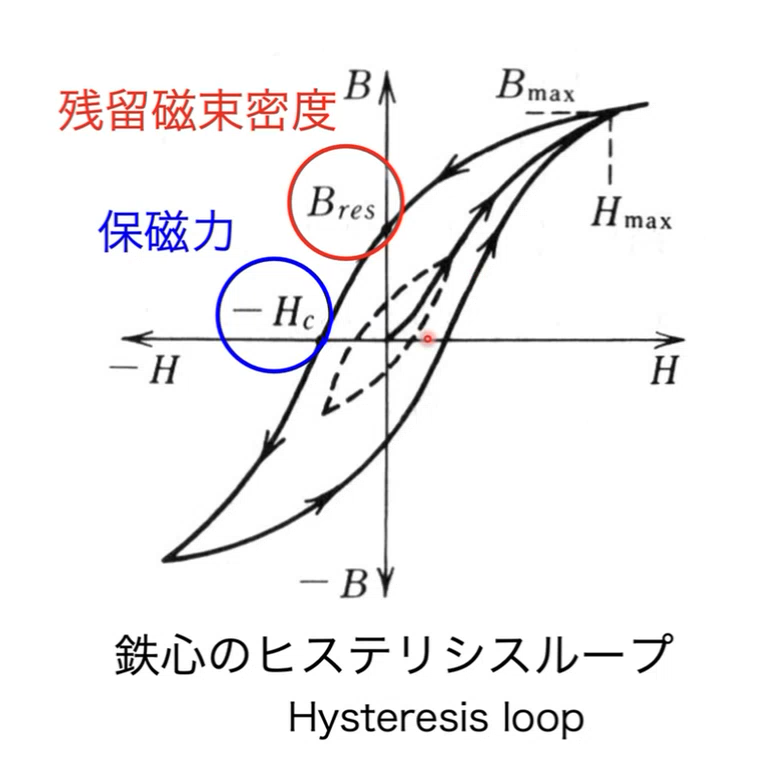 残留磁束密度
B
Bmax
Bres
Hmax
保磁力
−Hc
−H
H
−B
鉄心のヒステリシスループ
Hysteresis loop